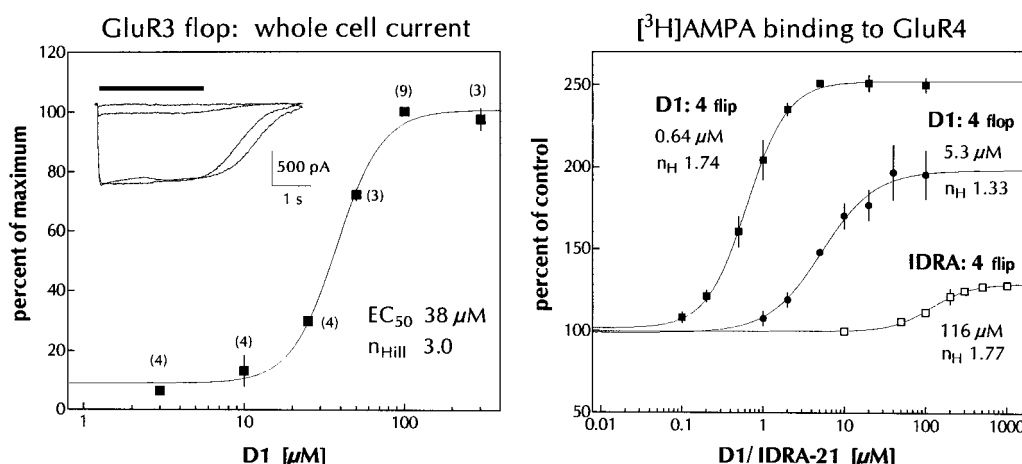 GluR3 flop: whole cell current
120
100
80
60
40
20
0
percent of maximum
500 pA
1 s
(4)
(4)
(4)
(3)
(9)
(3)
EC50 38 µM
nHill 3.0
1
10
100
D1 [µM]
[3H]AMPA binding to GluR4
250
200
150
100
50
percent of control
D1: 4 flip
0.64 µM
nH 1.74
D1: 4 flop
5.3 µM
nH 1.33
IDRA: 4 flip
116 µM
nH 1.77
0.01
0.1
1
10
100
1000
D1/IDRA-21 [µM]